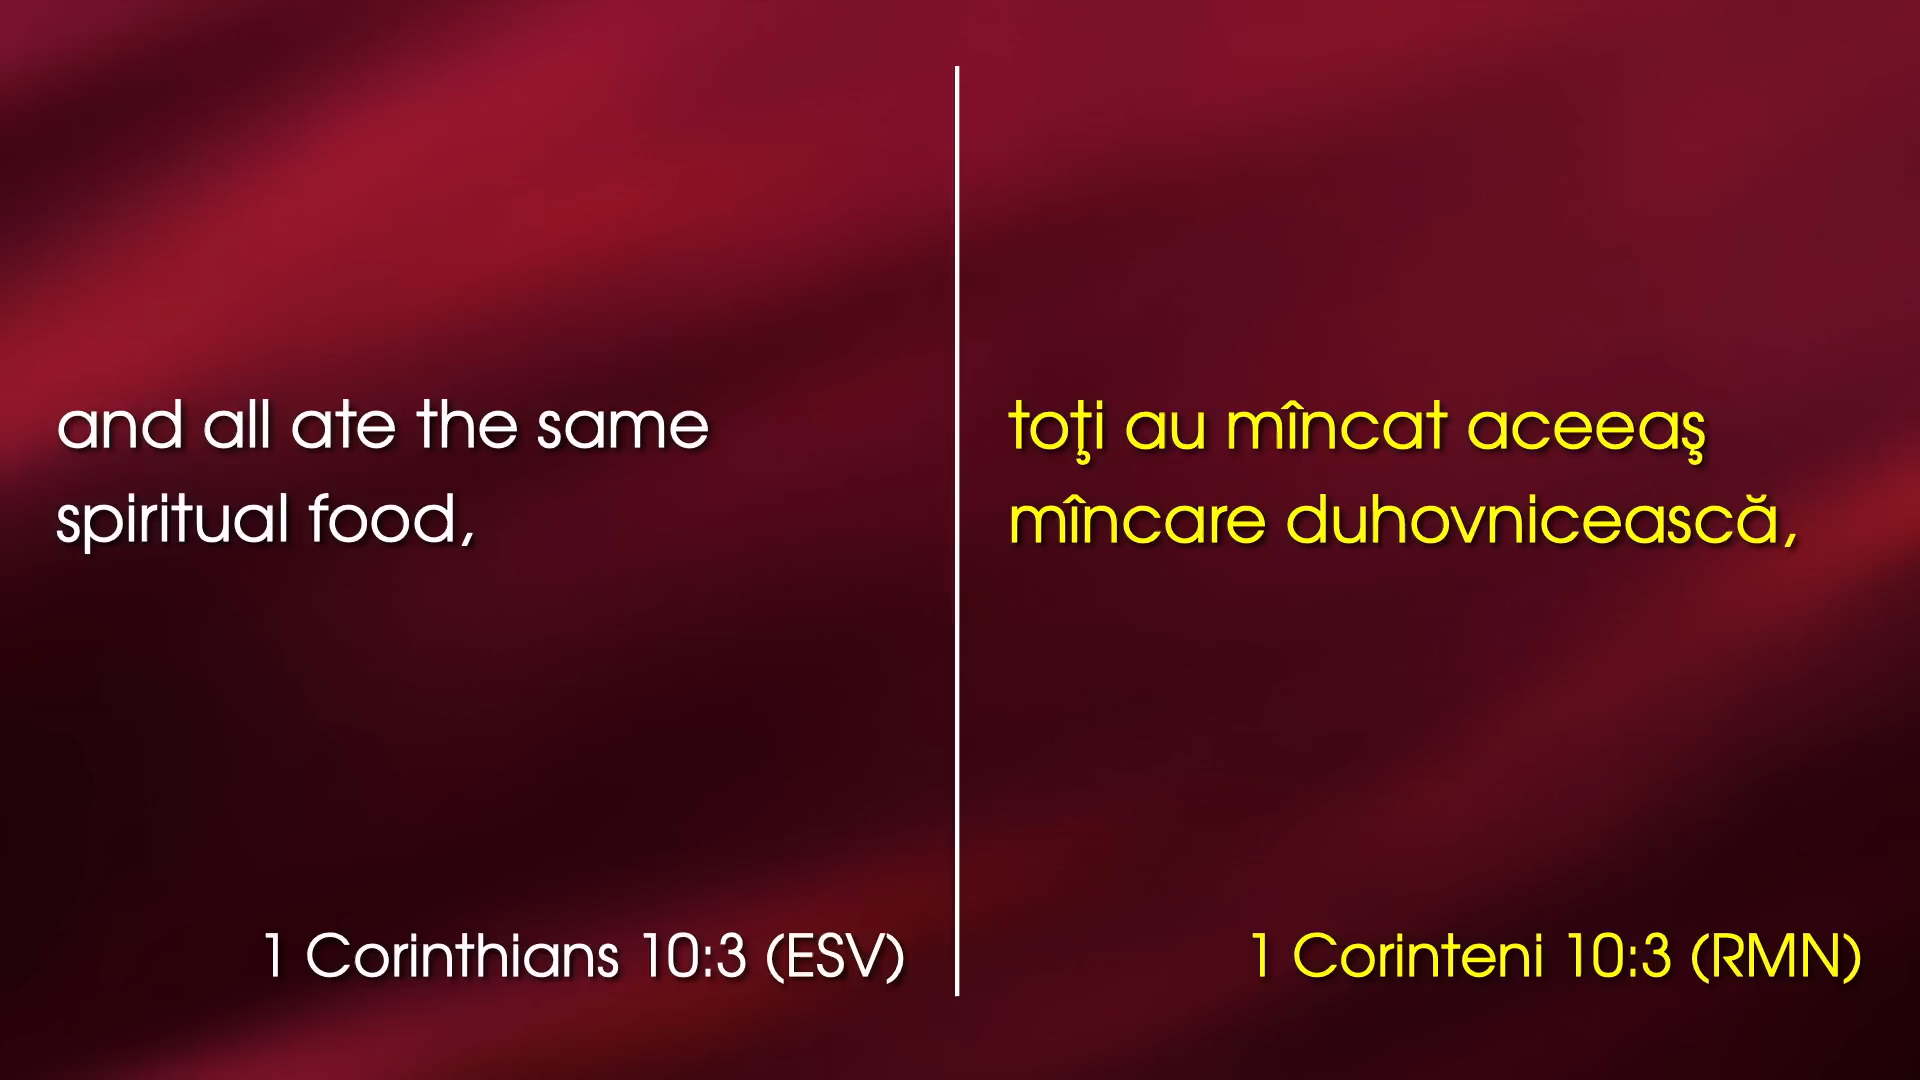 and all ate the same
spiritual food,
1 Corinthians 10:3 (ESV)
toţi au mîncat aceeaş
mîncare duhovnicească,
1 Corinteni 10:3 (RMN)